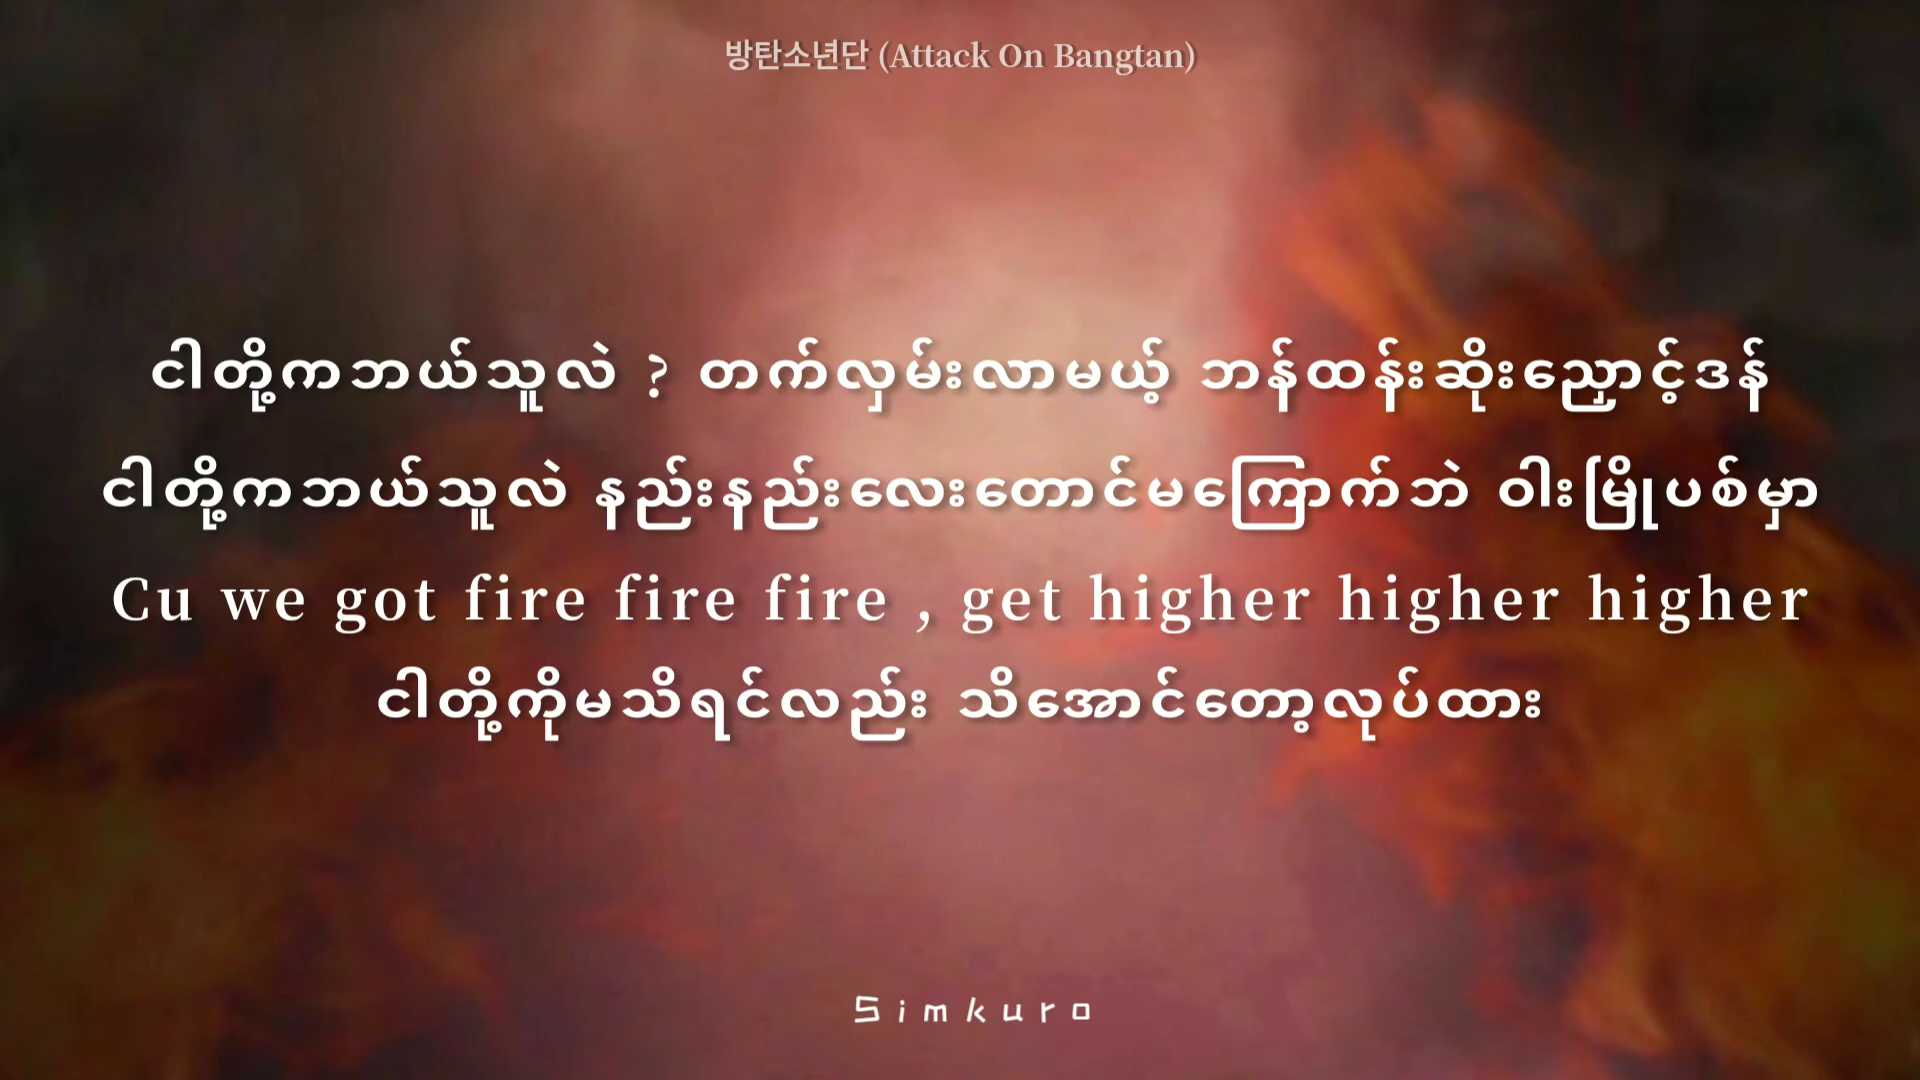 방탄소년단 (Attack On Bangtan)
ငါတို့ကဘယ်သူလဲ ? တက်လှမ်းလာမယ့် ဘန်ထန်းဆိုးညှောင့်ဒန်
ငါတို့ကဘယ်သူလဲ နည်းနည်းလေးတောင်မကြောက်ဘဲ ဝါးမြိုပစ်မှာ
Cu we got fire fire fire , get higher higher higher
ငါတို့ကိုမသိရင်လည်း သိအောင်တော့လုပ်ထား
Simkuro